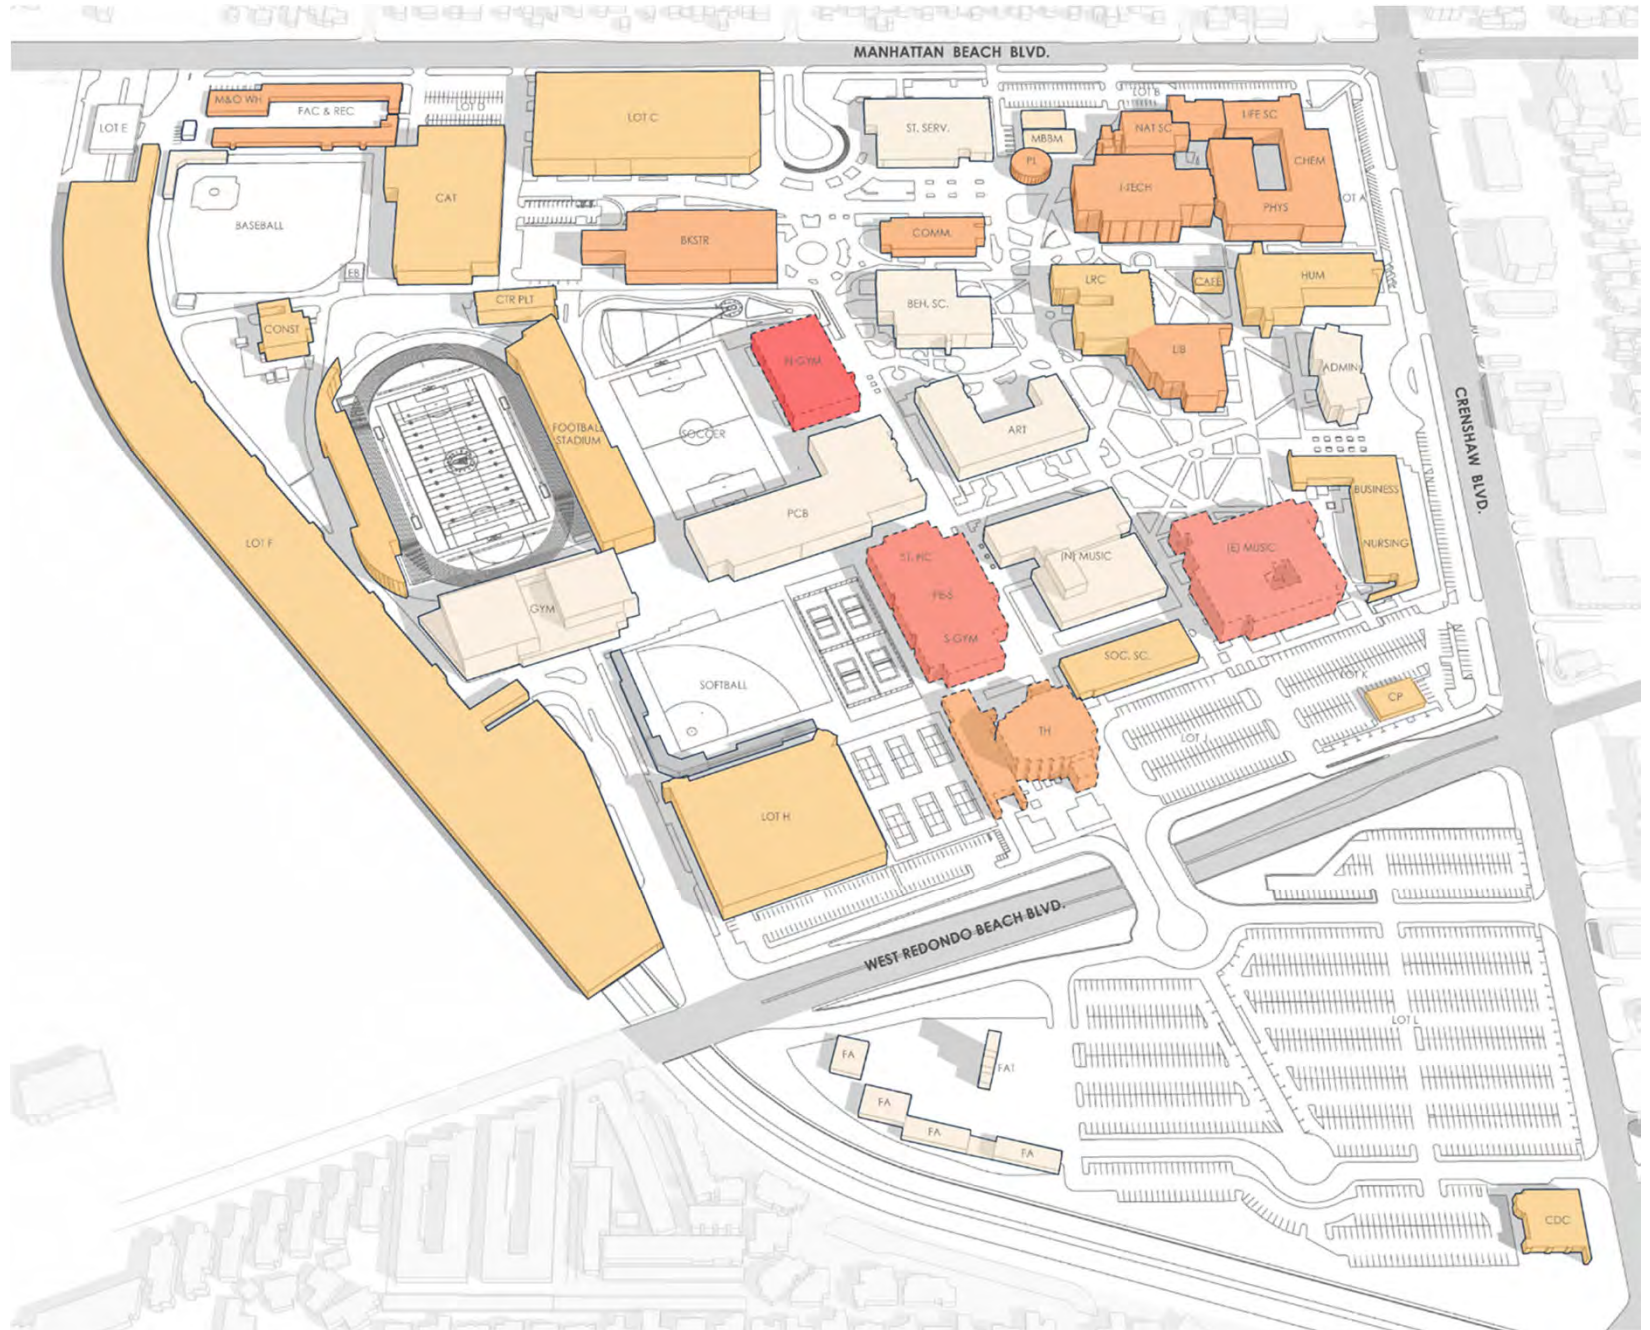 MANHATTAN BEACH BLVD.
M&O WH
FAC & REC
LOT D
LOT C
LOT B
LOT E
ST. SERV.
MBBM
PL
NAT SC
LIFE SC
CHEM
I-TECH
PHYS
LOT A
CAT
BASEBALL
BKSTR
COMM.
EB
CTR PLT
BEH. SC.
LRC
CAFE
HUM
CONST
N-GYM
LIB
ADMIN
FOOTBALL
STADIUM
SOCCER
ART
CRENSHAW BLVD.
PCB
BUSINESS
NURSING
LOT F
ST. HC
(N) MUSIC
(E) MUSIC
PE-S
S-GYM
GYM
SOC. SC.
SOFTBALL
LOT K
CP
TH
LOT J
LOT H
WEST REDONDO BEACH BLVD.
LOT L
FA
FAT
FA
FA
FA
CDC